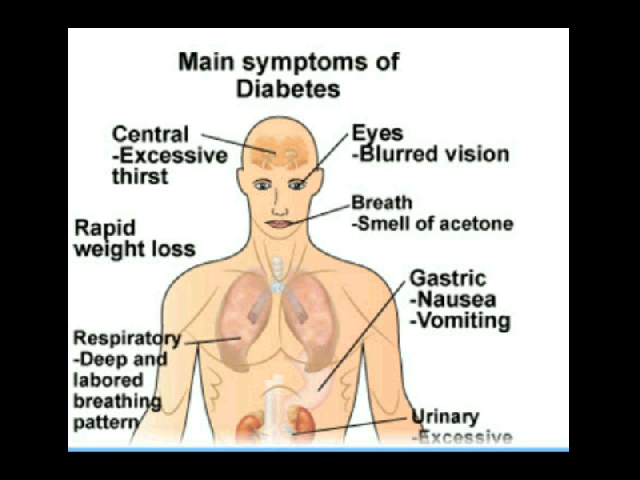 Main symptoms of
Diabetes
Central
-Excessive
thirst
Eyes
-Blurred vision
Breath
-Smell of acetone
Rapid
weight loss
Gastric
-Nausea
-Vomiting
Respiratory
-Deep and
labored
breathing
pattern
Urinary
-Excessive